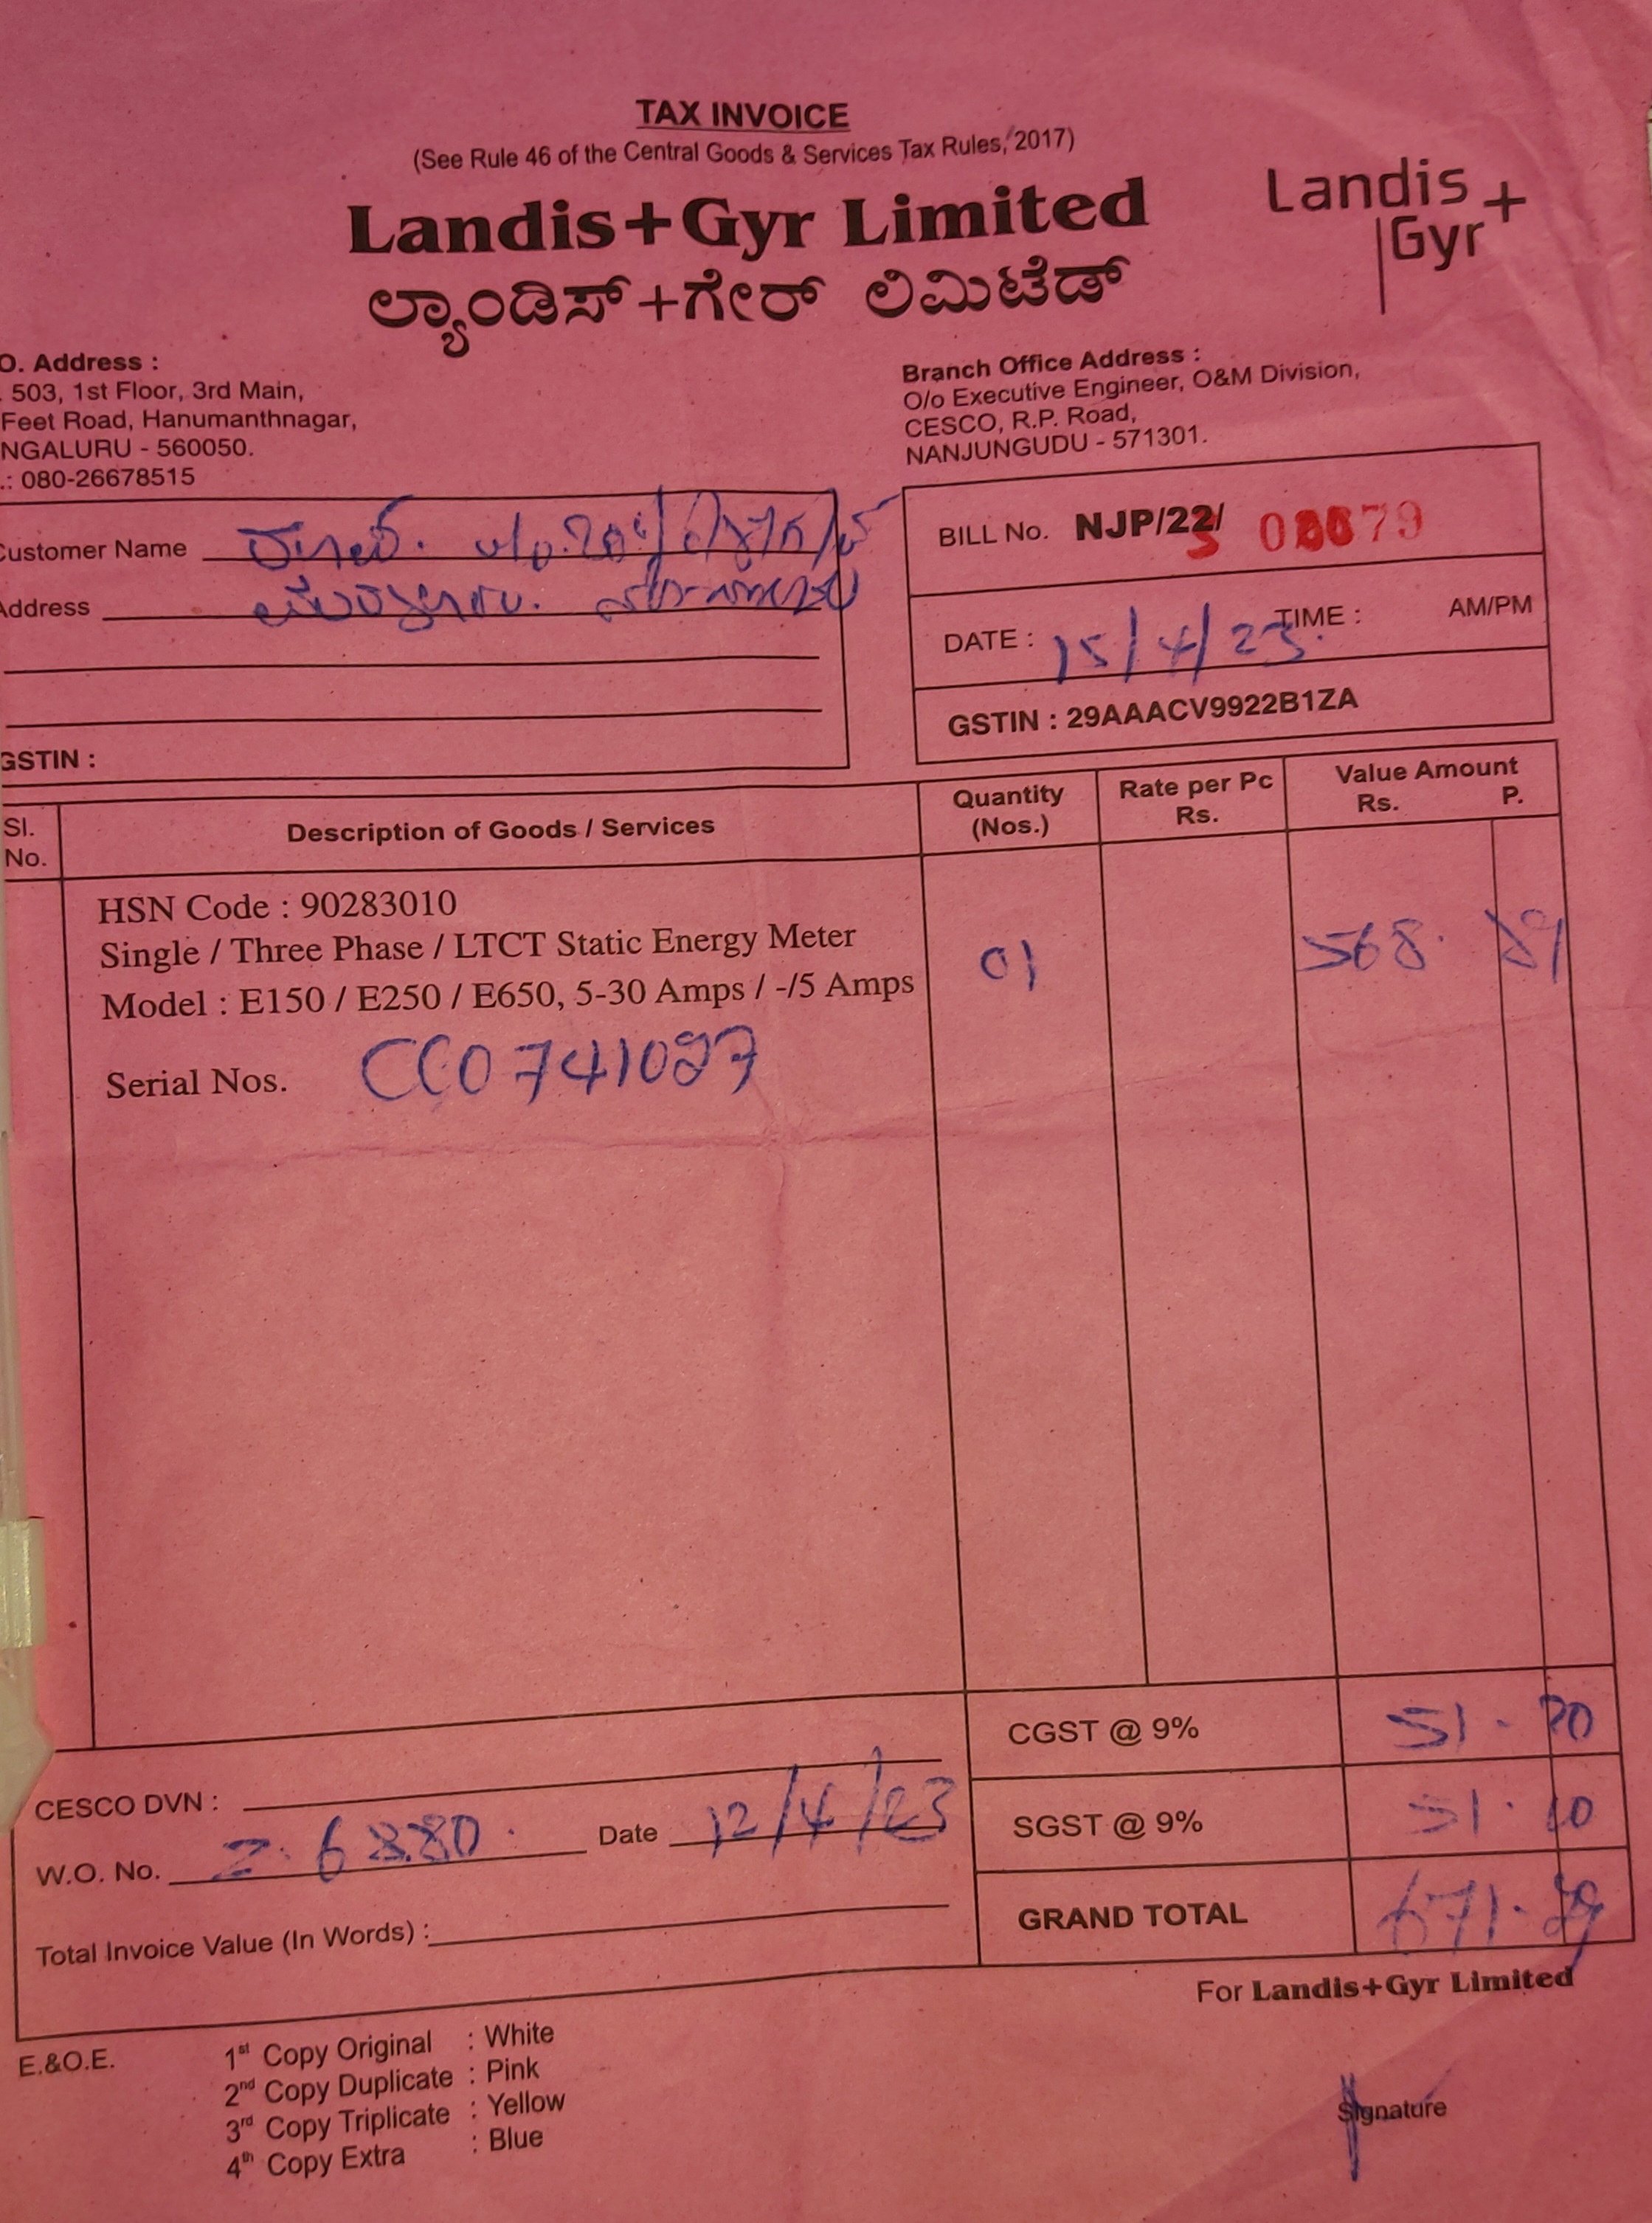 TAX INVOICE
(See Rule 46 of the Central Goods & Services Tax Rules, 2017)
Landis+Gyr Limited
ಲ್ಯಾಂಡಿಸ್+ಗೇರ್ ಲಿಮಿಟೆಡ್
Landis+
Gyr
O. Address :
503, 1st Floor, 3rd Main,
Feet Road, Hanumanthnagar,
NGALURU - 560050.
.: 080-26678515
Branch Office Address :
O/o Executive Engineer, O&M Division,
CESCO, R.P. Road,
NANJUNGUDU - 571301.
Customer Name
Address
GSTIN :
BILL No. NJP/22/
DATE : 15/4/23. TIME : AM/PM
GSTIN : 29AAACV9922B1ZA
Sl. No. Description of Goods / Services Quantity (Nos.) Rate per Pc Rs. Value Amount Rs. P.
HSN Code : 90283010
Single / Three Phase / LTCT Static Energy Meter
01 568.
Model : E150 / E250 / E650, 5-30 Amps / -/5 Amps
Serial Nos. CC0741027
CGST @ 9% 51.
SGST @ 9% 51.
GRAND TOTAL 671.
CESCO DVN :
W.O. No. Date 12/4/23
Total Invoice Value (In Words) :
For Landis+Gyr Limited
E.&O.E.
1st Copy Original : White
2nd Copy Duplicate : Pink
3rd Copy Triplicate : Yellow
4th Copy Extra : Blue
Signature